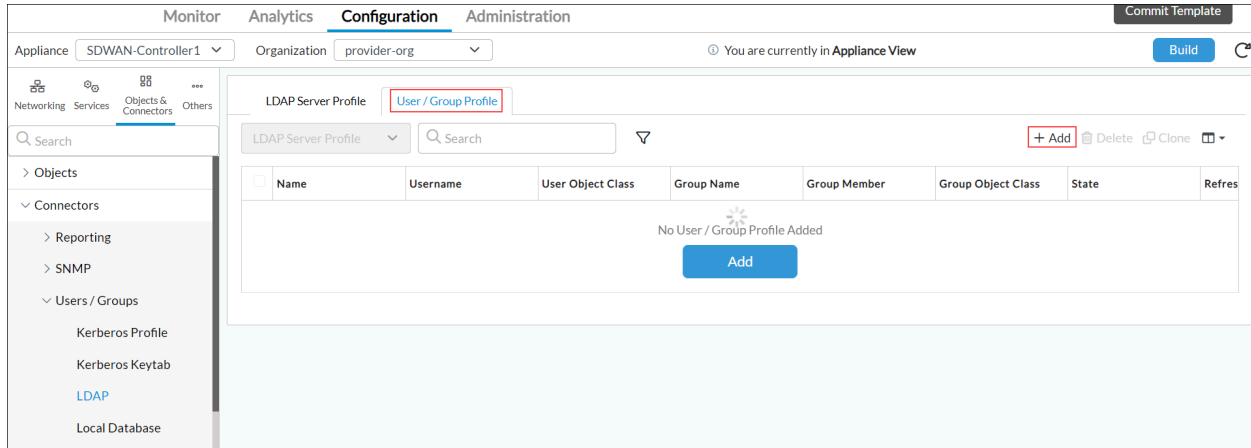 Monitor Analytics Configuration Administration Commit Template
Appliance SDWAN-Controller1 Organization provider-org You are currently in Appliance View Build
Networking Services Objects & Connectors Others
Search
Objects
Connectors
Reporting
SNMP
Users / Groups
Kerberos Profile
Kerberos Keytab
LDAP
Local Database
LDAP Server Profile User / Group Profile
LDAP Server Profile Search + Add Delete Clone
Name Username User Object Class Group Name Group Member Group Object Class State Refres
No User / Group Profile Added
Add